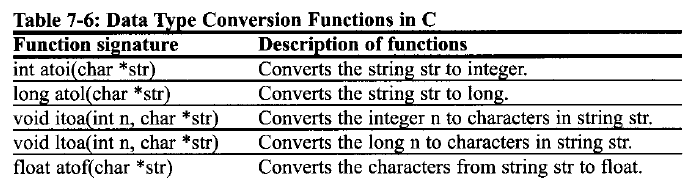 Table 7-6: Data Type Conversion Functions in C
Function signature Description of functions
int atoi(char *str) Converts the string str to integer.
long atol(char *str) Converts the string str to long.
void itoa(int n, char *str) Converts the integer n to characters in string str.
void ltoa(int n, char *str) Converts the long n to characters in string str.
float atof(char *str) Converts the characters from string str to float.